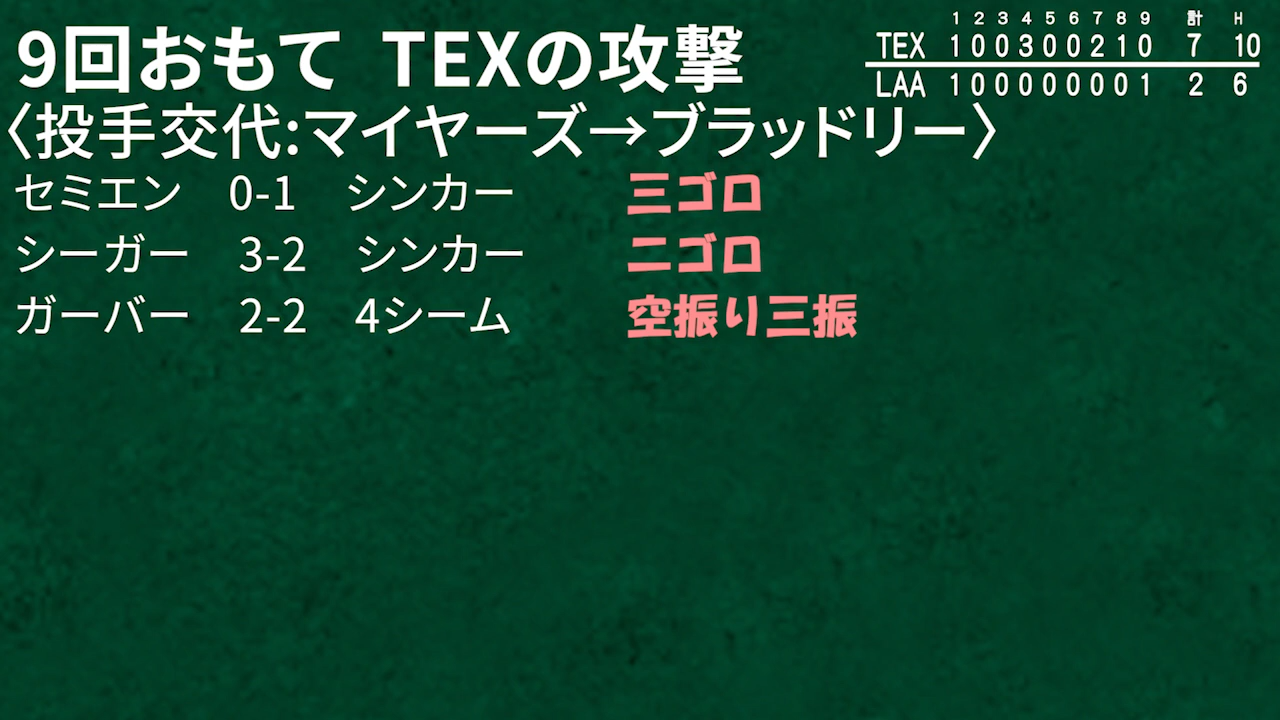 9回おもて TEXの攻撃
1 2 3 4 5 6 7 8 9 計 H
TEX 1 0 0 3 0 0 2 1 0 7 10
LAA 1 0 0 0 0 0 0 0 1 2 6
〈投手交代:マイヤーズ→ブラッドリー〉
セミエン 0-1 シンカー 三ゴロ
シーガー 3-2 シンカー 二ゴロ
ガーバー 2-2 4シーム 空振り三振